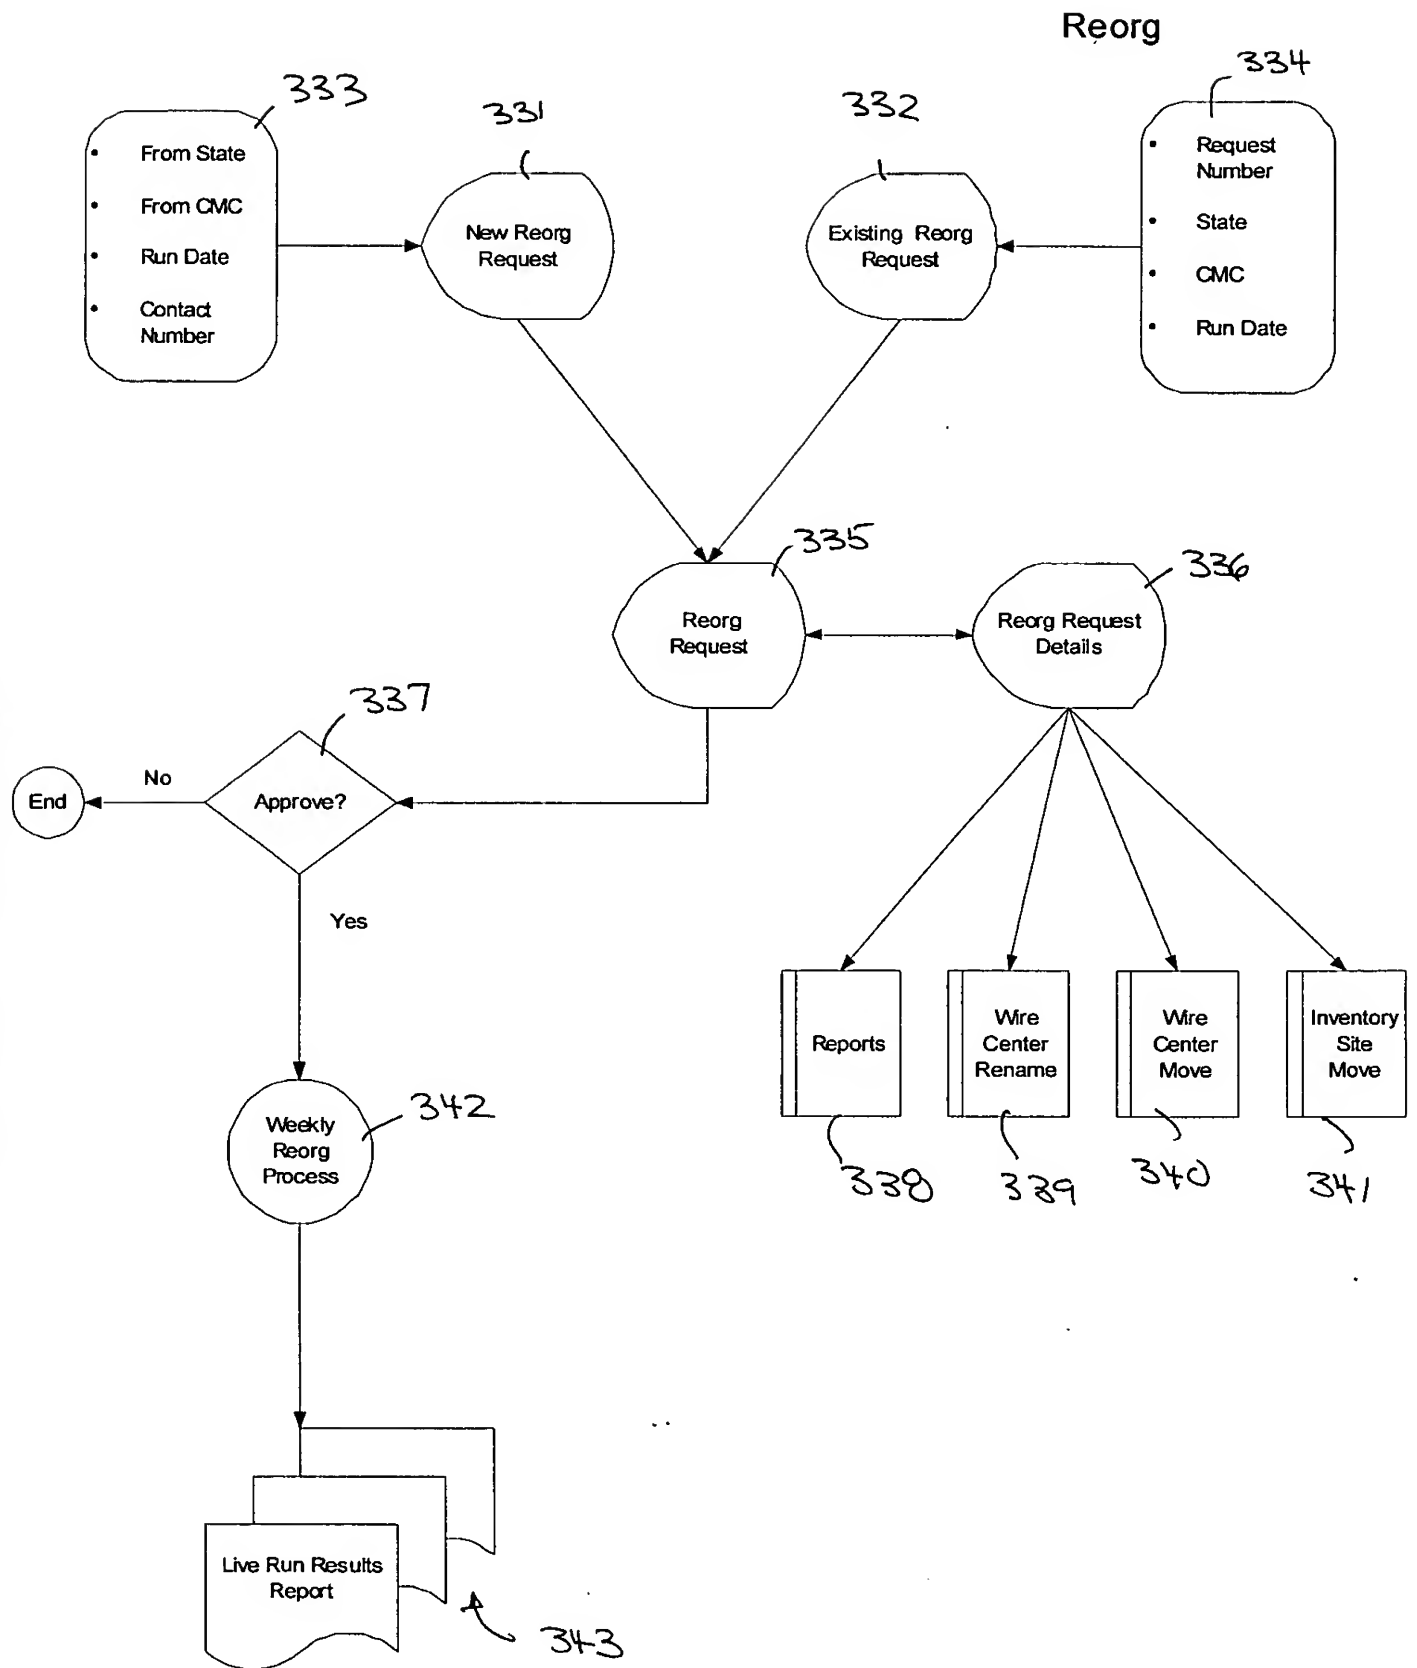 Reorg
333
331
332
334
• From State
• From CMC
• Run Date
• Contact
Number
New Reorg
Request
Existing Reorg
Request
• Request
Number
• State
• CMC
• Run Date
335
336
Reorg
Request
Reorg Request
Details
337
End
No
Approve?
Yes
Reports
Wire
Center
Rename
Wire
Center
Move
Inventory
Site
Move
338
339
340
341
Weekly
Reorg
Process
342
Live Run Results
Report
343